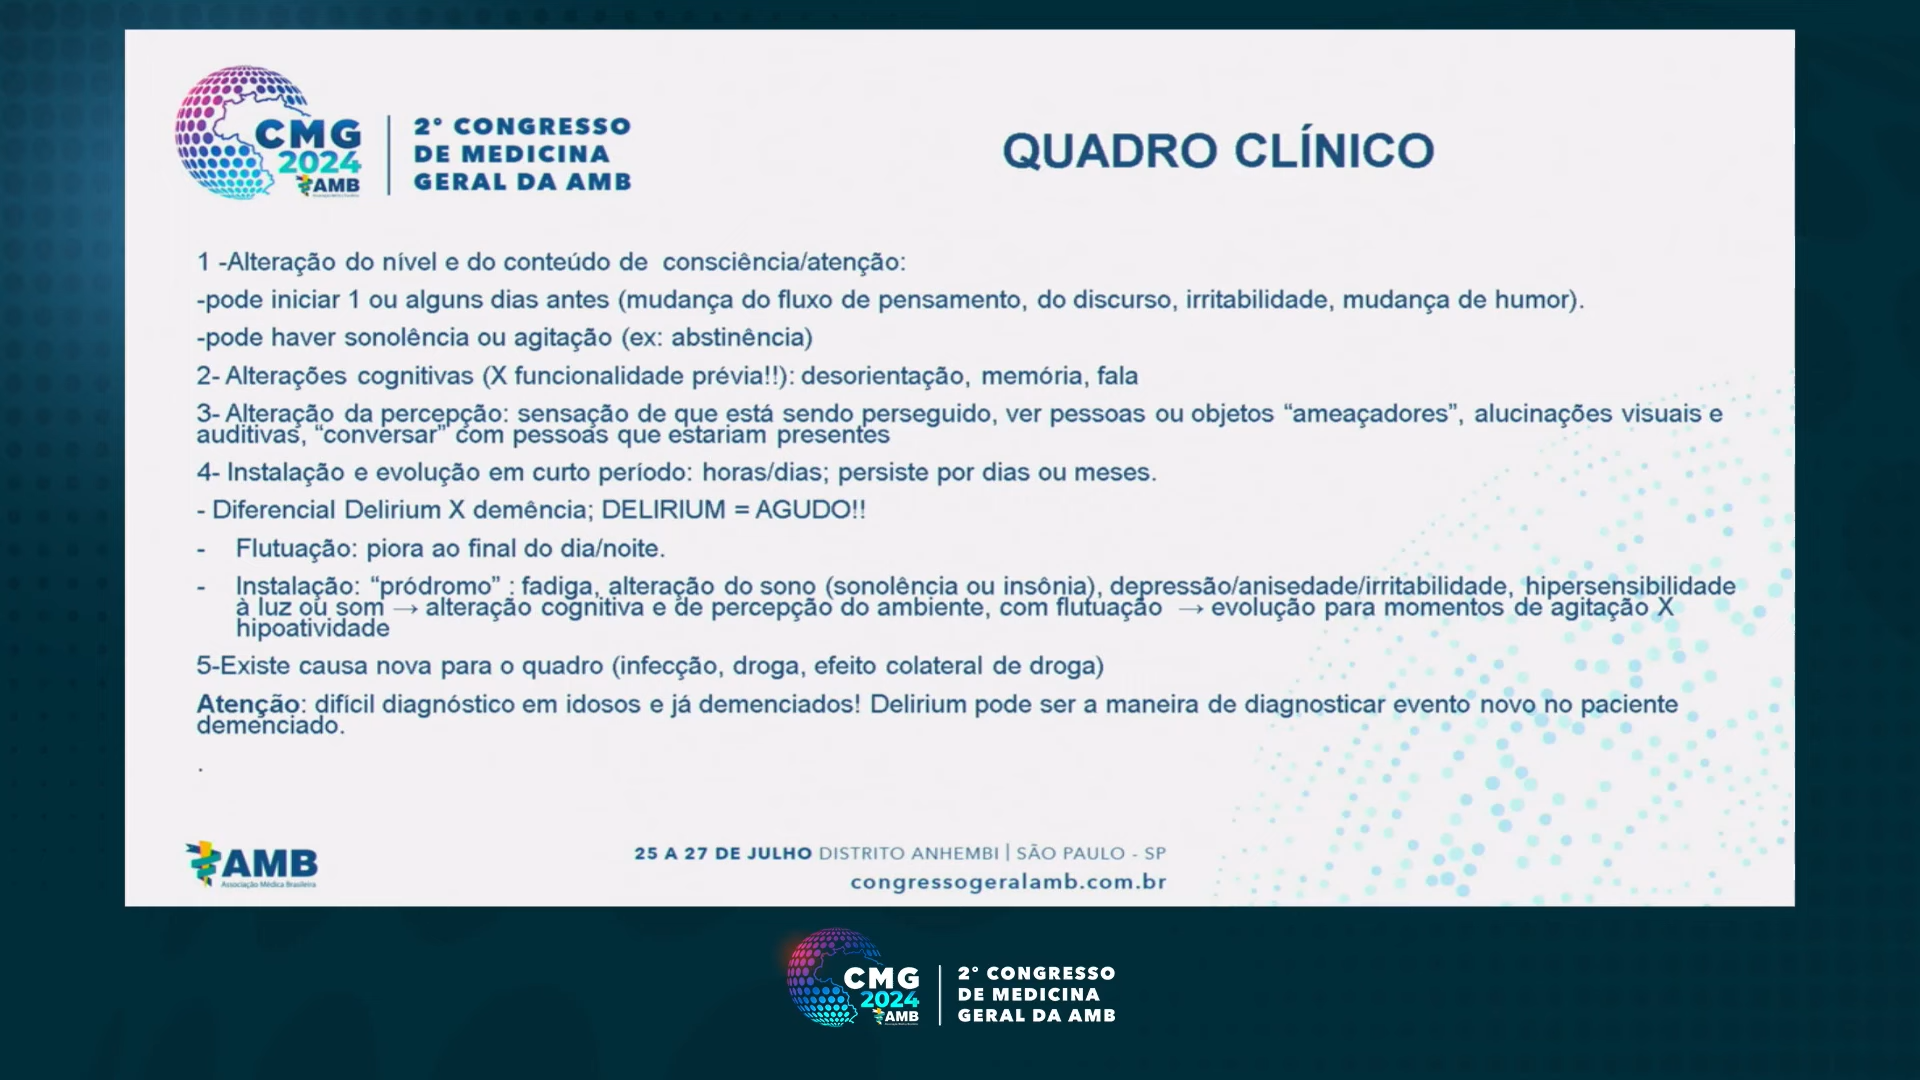 CMG
2024
AMB
2° CONGRESSO
DE MEDICINA
GERAL DA AMB
QUADRO CLÍNICO
1 -Alteração do nível e do conteúdo de consciência/atenção:
-pode iniciar 1 ou alguns dias antes (mudança do fluxo de pensamento, do discurso, irritabilidade, mudança de humor).
-pode haver sonolência ou agitação (ex: abstinência)
2- Alterações cognitivas (X funcionalidade prévia!!): desorientação, memória, fala
3- Alteração da percepção: sensação de que está sendo perseguido, ver pessoas ou objetos “ameaçadores”, alucinações visuais e
auditivas, “conversar” com pessoas que estariam presentes
4- Instalação e evolução em curto período: horas/dias; persiste por dias ou meses.
- Diferencial Delirium X demência; DELIRIUM = AGUDO!!
- Flutuação: piora ao final do dia/noite.
- Instalação: “pródromo” : fadiga, alteração do sono (sonolência ou insônia), depressão/anisedade/irritabilidade, hipersensibilidade
à luz ou som → alteração cognitiva e de percepção do ambiente, com flutuação → evolução para momentos de agitação X
hipoatividade
5-Existe causa nova para o quadro (infecção, droga, efeito colateral de droga)
Atenção: difícil diagnóstico em idosos e já demenciados! Delirium pode ser a maneira de diagnosticar evento novo no paciente
demenciado.
.
AMB
Associação Médica Brasileira
25 A 27 DE JULHO DISTRITO ANHEMBI | SÃO PAULO - SP
congressogeralamb.com.br
CMG
2024
AMB
2° CONGRESSO
DE MEDICINA
GERAL DA AMB